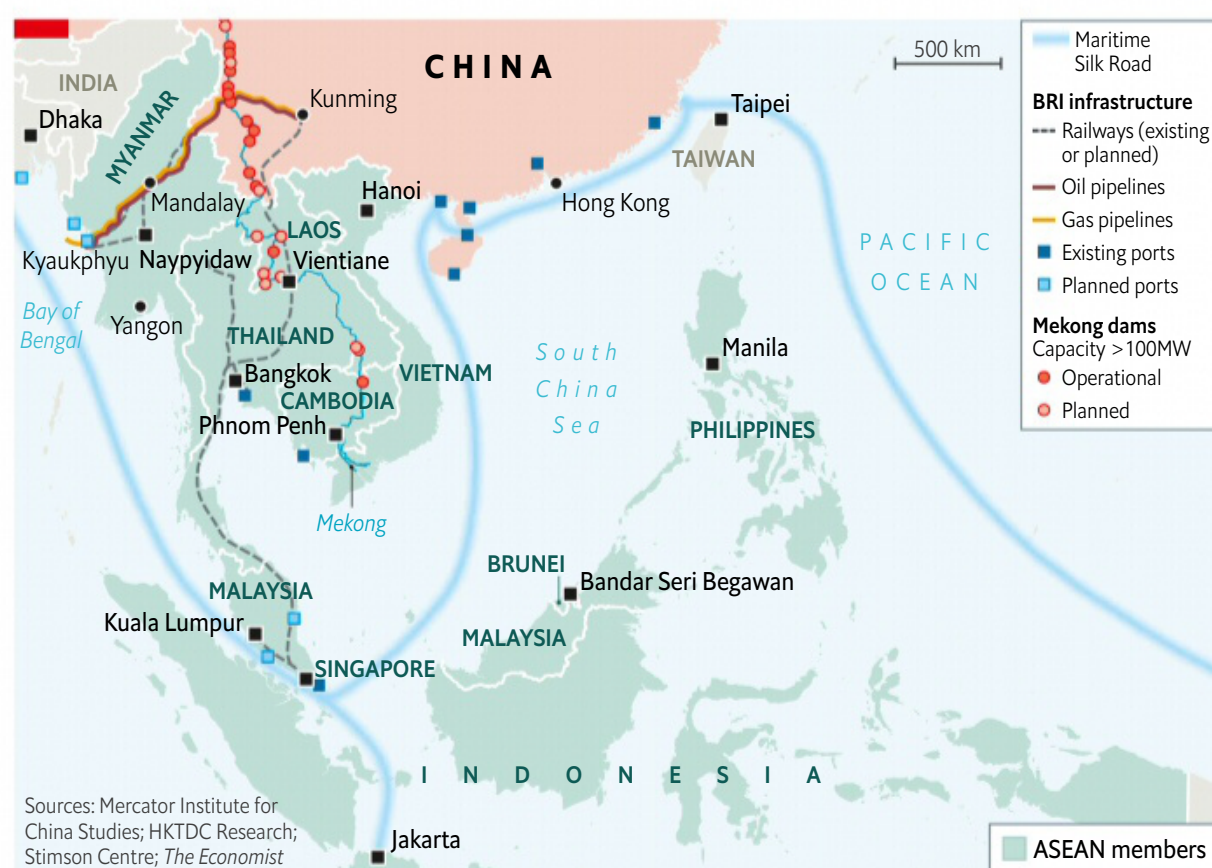 CHINA
500 km
INDIA
Dhaka
MYANMAR
Kunming
Taipei
TAIWAN
Mandalay
Hanoi
Hong Kong
LAOS
Kyaukphyu
Naypyidaw
Vientiane
PACIFIC
OCEAN
Bay of
Bengal
Yangon
THAILAND
South
China
Sea
Manila
VIETNAM
Bangkok
CAMBODIA
Phnom Penh
PHILIPPINES
Mekong
BRUNEI
Bandar Seri Begawan
MALAYSIA
Kuala Lumpur
MALAYSIA
SINGAPORE
INDONESIA
Jakarta
Maritime
Silk Road
BRI infrastructure
Railways (existing
or planned)
Oil pipelines
Gas pipelines
Existing ports
Planned ports
Mekong dams
Capacity >100MW
Operational
Planned
Sources: Mercator Institute for
China Studies; HKTDC Research;
Stimson Centre; The Economist
ASEAN members